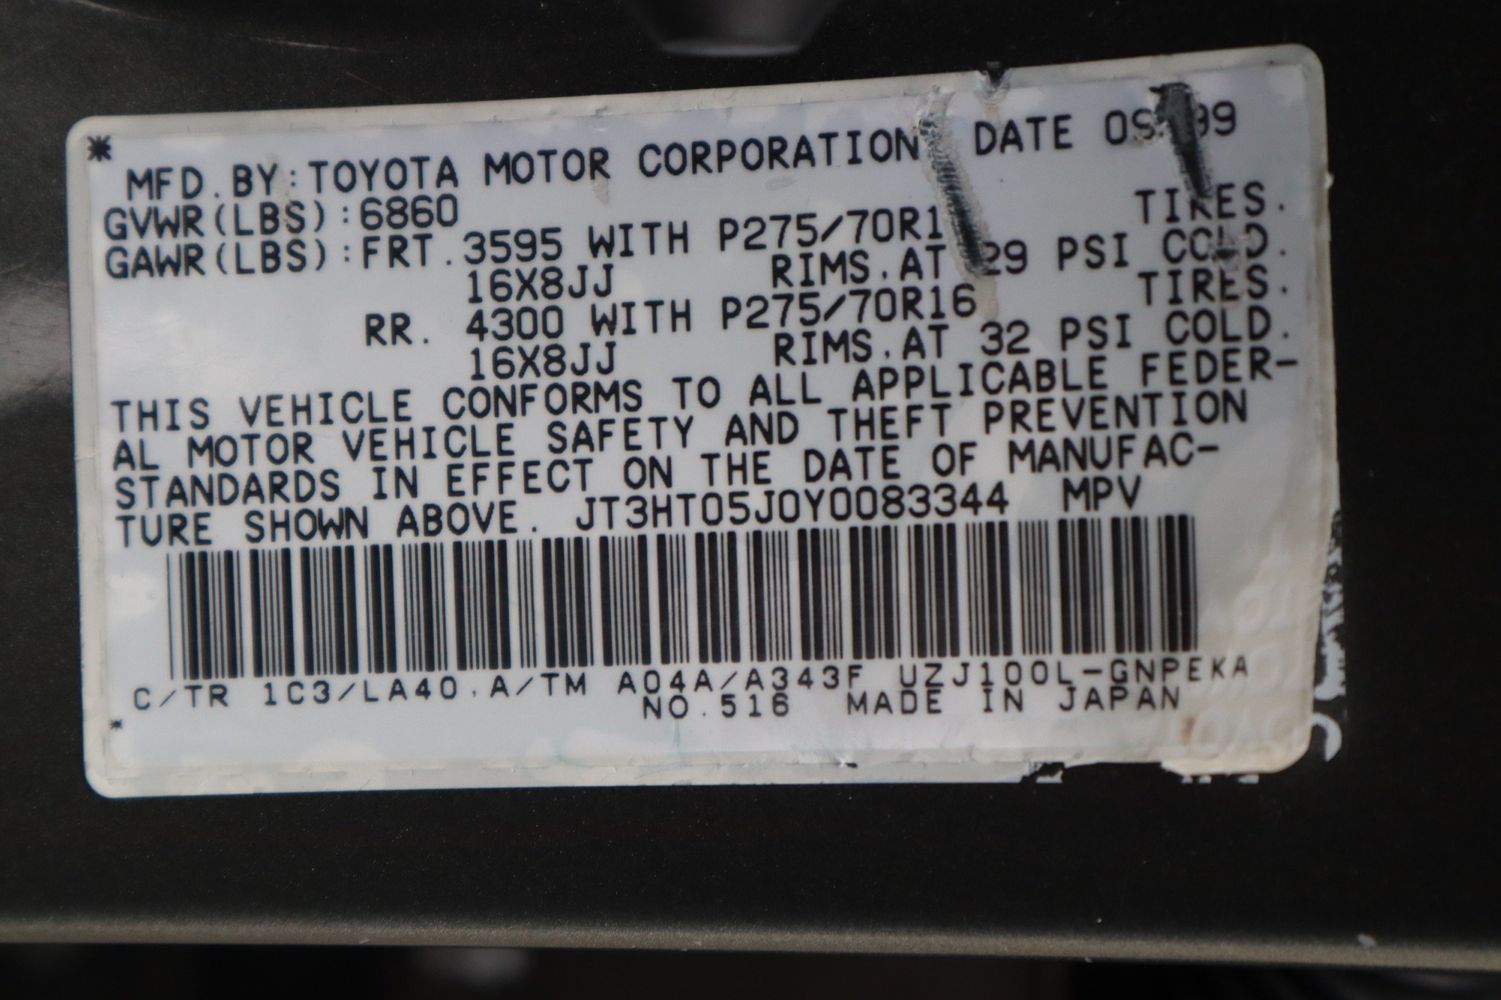 MFD.BY:TOYOTA MOTOR CORPORATION DATE
GVWR(LBS):6860
GAWR(LBS):FRT.3595 WITH P275/70R1 TIRES.
16X8JJ RIMS.AT 29 PSI COLD.
RR. 4300 WITH P275/70R16 TIRES.
16X8JJ RIMS.AT 32 PSI COLD.
THIS VEHICLE CONFORMS TO ALL APPLICABLE FEDER-
AL MOTOR VEHICLE SAFETY AND THEFT PREVENTION
STANDARDS IN EFFECT ON THE DATE OF MANUFAC-
TURE SHOWN ABOVE. JT3HT05J0Y0083344 MPV
C/TR 1C3/LA40.A/TM A04A/A343F UZJ100L-GNPEKA
NO.516 MADE IN JAPAN